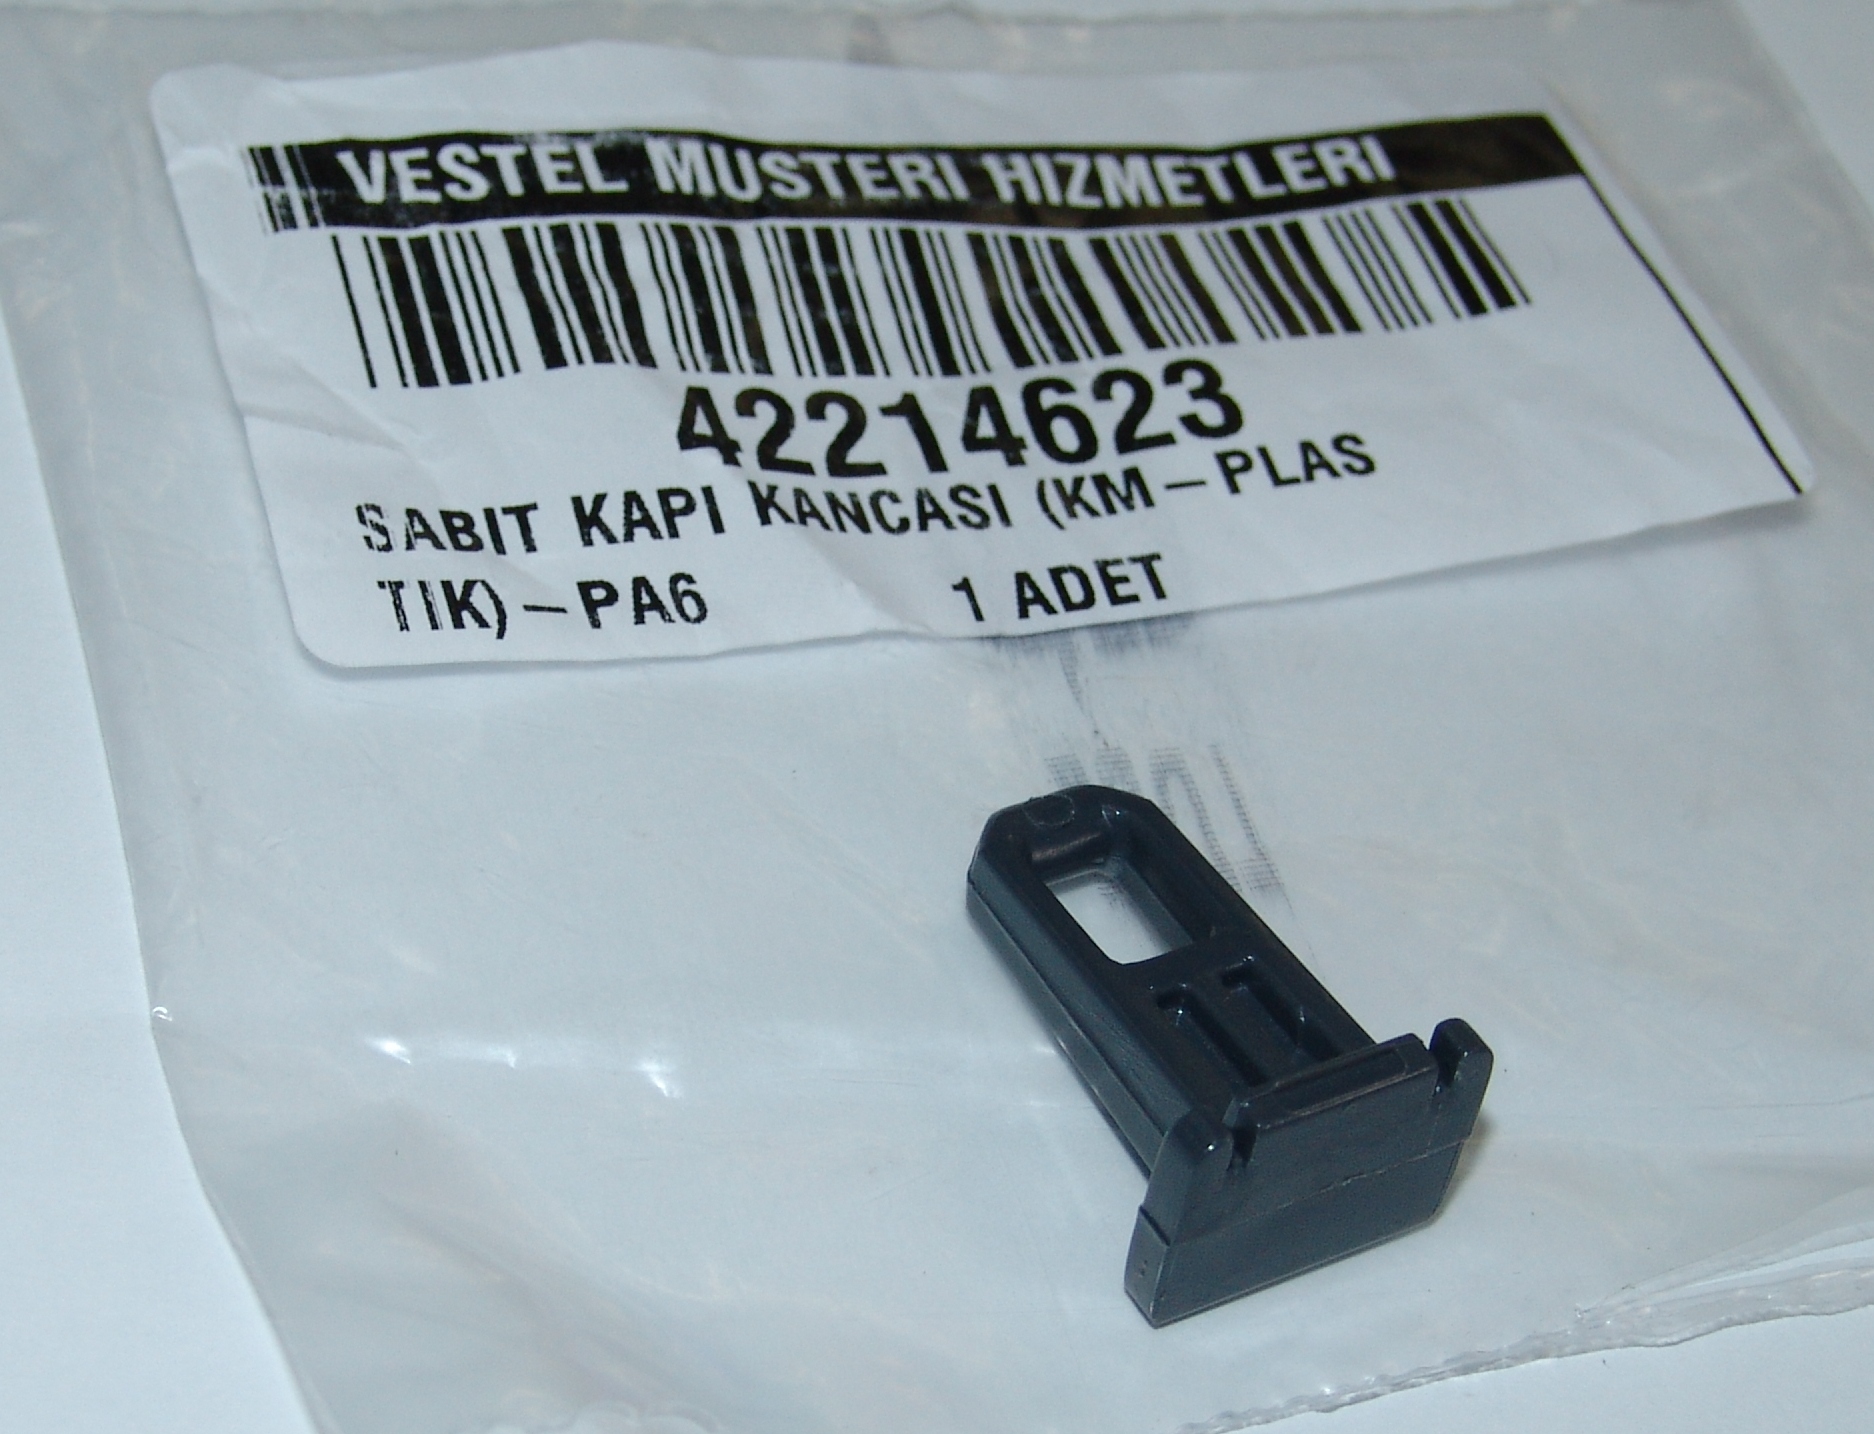 VESTEL MUSTERI HIZMETLERI
42214623
SABIT KAPI KANCASI (KM-PLAS
TIK)-PA6 1 ADET